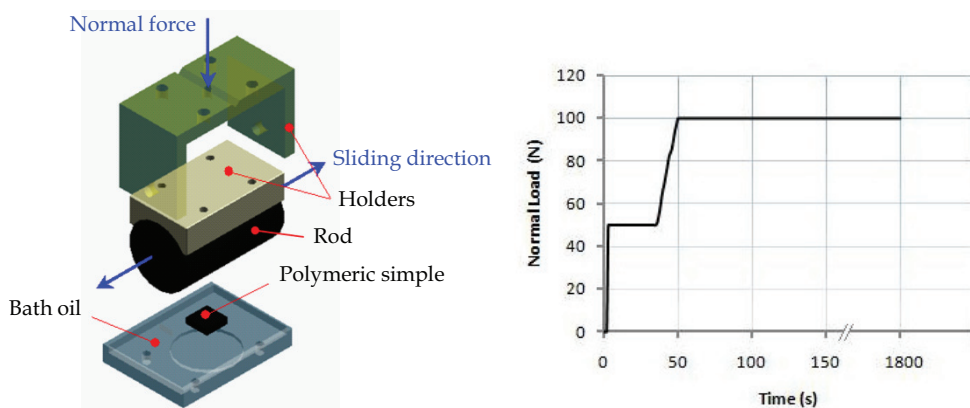 Normal force
Sliding direction
Holders
Rod
Polymeric simple
Bath oil
120
100
80
60
40
20
0
Normal Load (N)
0 50 100 150 1800
Time (s)